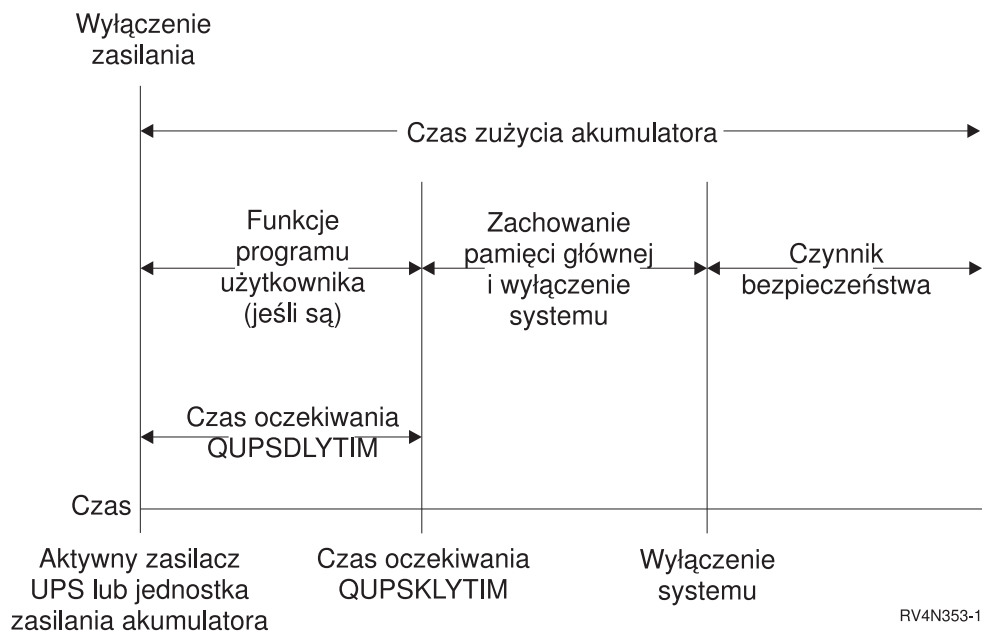 Wyłączenie
zasilania
Czas zużycia akumulatora
Funkcje
programu
użytkownika
(jeśli są)
Zachowanie
pamięci głównej
i wyłączenie
systemu
Czynnik
bezpieczeństwa
Czas oczekiwania
QUPSDLYTIM
Czas
Aktywny zasilacz
UPS lub jednostka
zasilania akumulatora
Czas oczekiwania
QUPSKLYTIM
Wyłączenie
systemu
RV4N353-1